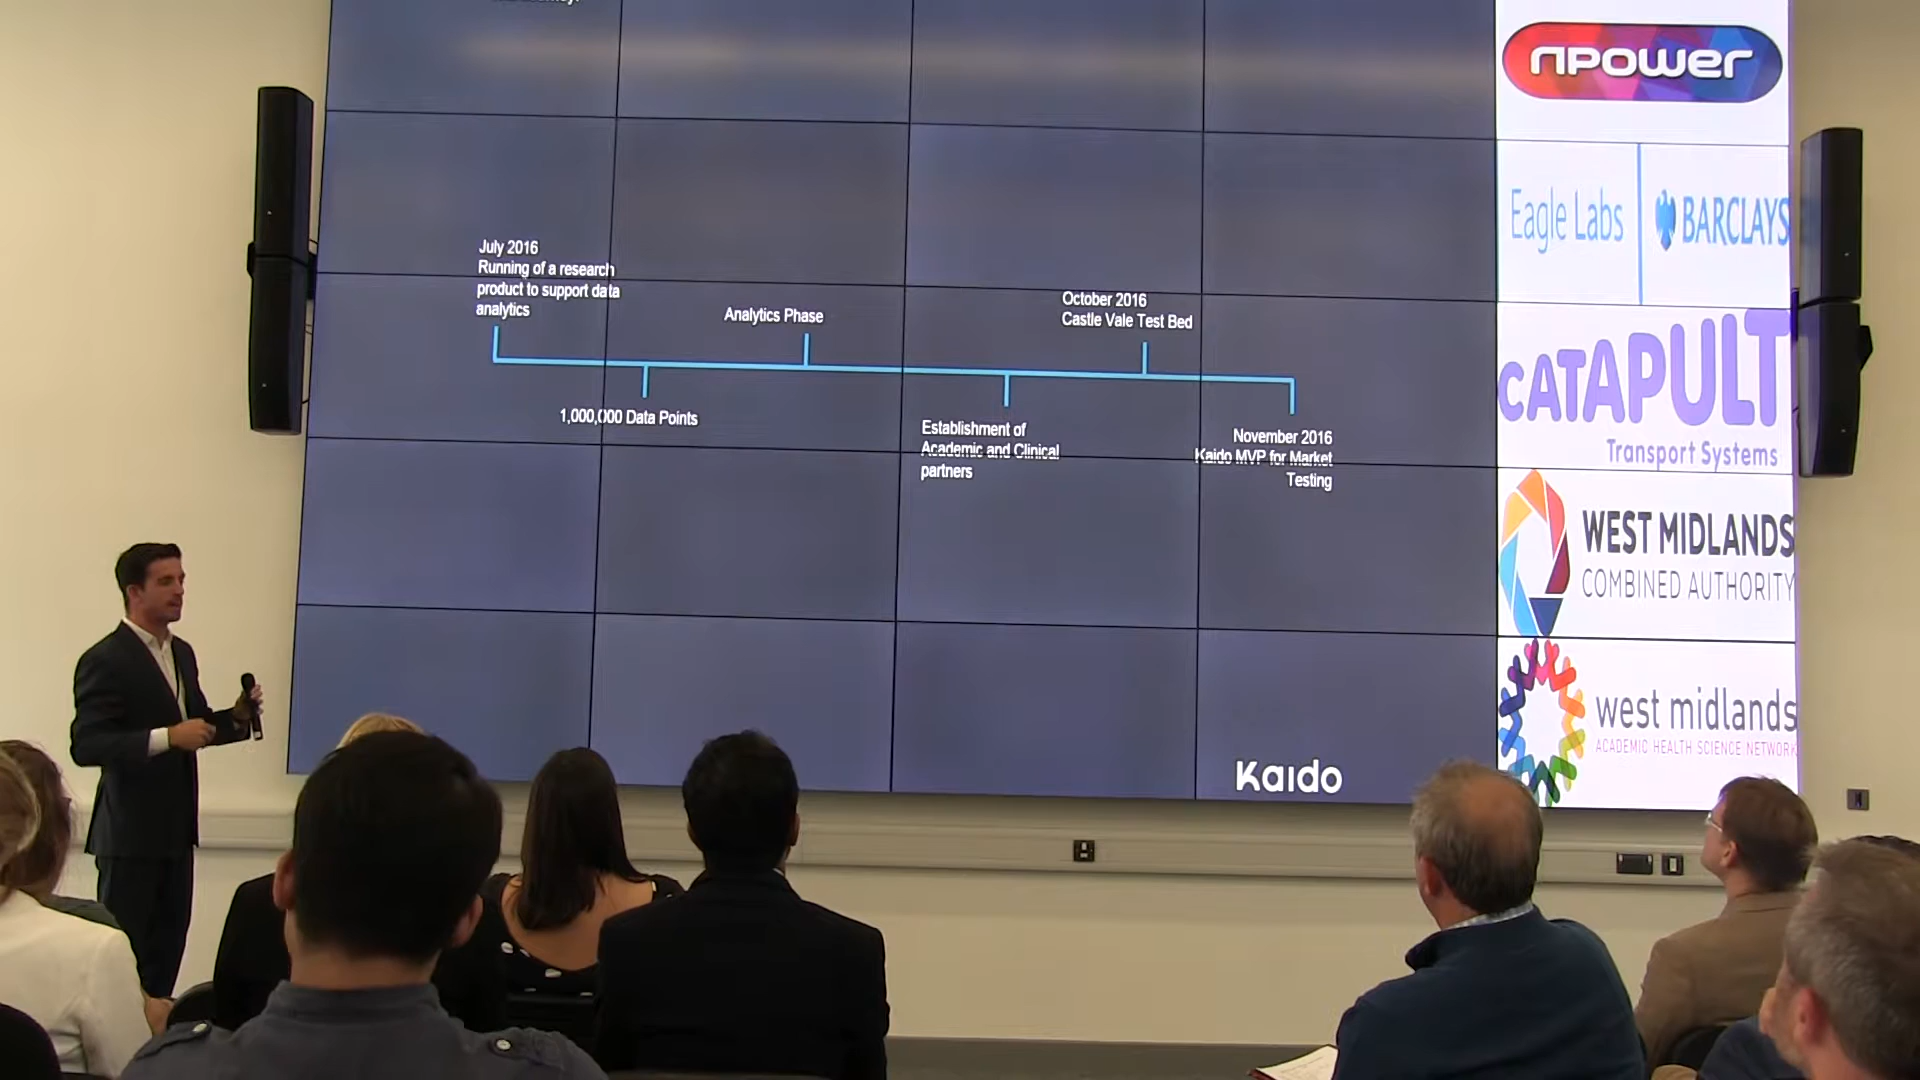 July 2016
Running of a research
product to support data
analytics
1,000,000 Data Points
Analytics Phase
Establishment of
Academic and Clinical
partners
October 2016
Castle Vale Test Bed
November 2016
Kaido MVP for Market
Testing
Kaido
npower
Eagle Labs
BARCLAYS
CATAPULT
Transport Systems
WEST MIDLANDS
COMBINED AUTHORITY
west midlands
ACADEMIC HEALTH SCIENCE NETWORK